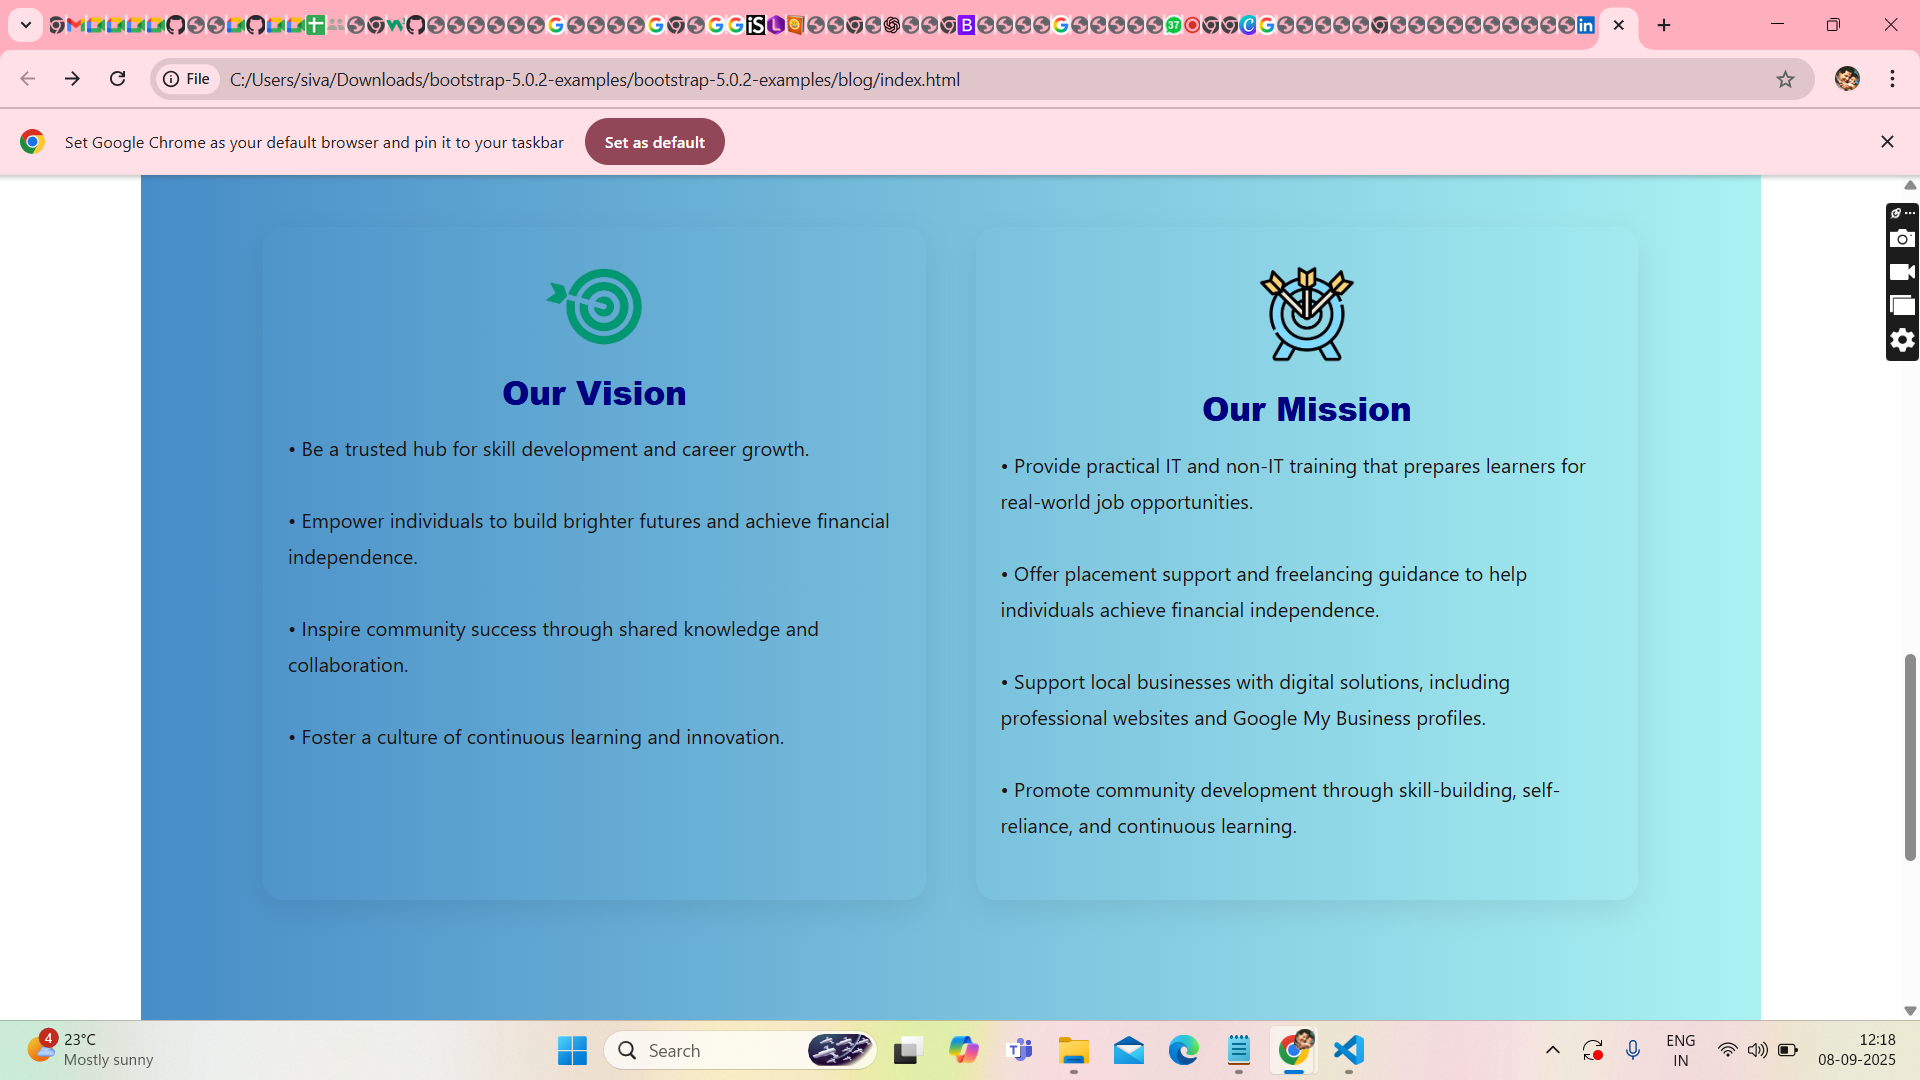 File
C:/Users/siva/Downloads/bootstrap-5.0.2-examples/bootstrap-5.0.2-examples/blog/index.html
Set Google Chrome as your default browser and pin it to your taskbar
Set as default
Our Vision
• Be a trusted hub for skill development and career growth.
• Empower individuals to build brighter futures and achieve financial
independence.
• Inspire community success through shared knowledge and
collaboration.
• Foster a culture of continuous learning and innovation.
Our Mission
• Provide practical IT and non-IT training that prepares learners for
real-world job opportunities.
• Offer placement support and freelancing guidance to help
individuals achieve financial independence.
• Support local businesses with digital solutions, including
professional websites and Google My Business profiles.
• Promote community development through skill-building, self-
reliance, and continuous learning.
4
23°C
Mostly sunny
Search
ENG
IN
12:18
08-09-2025